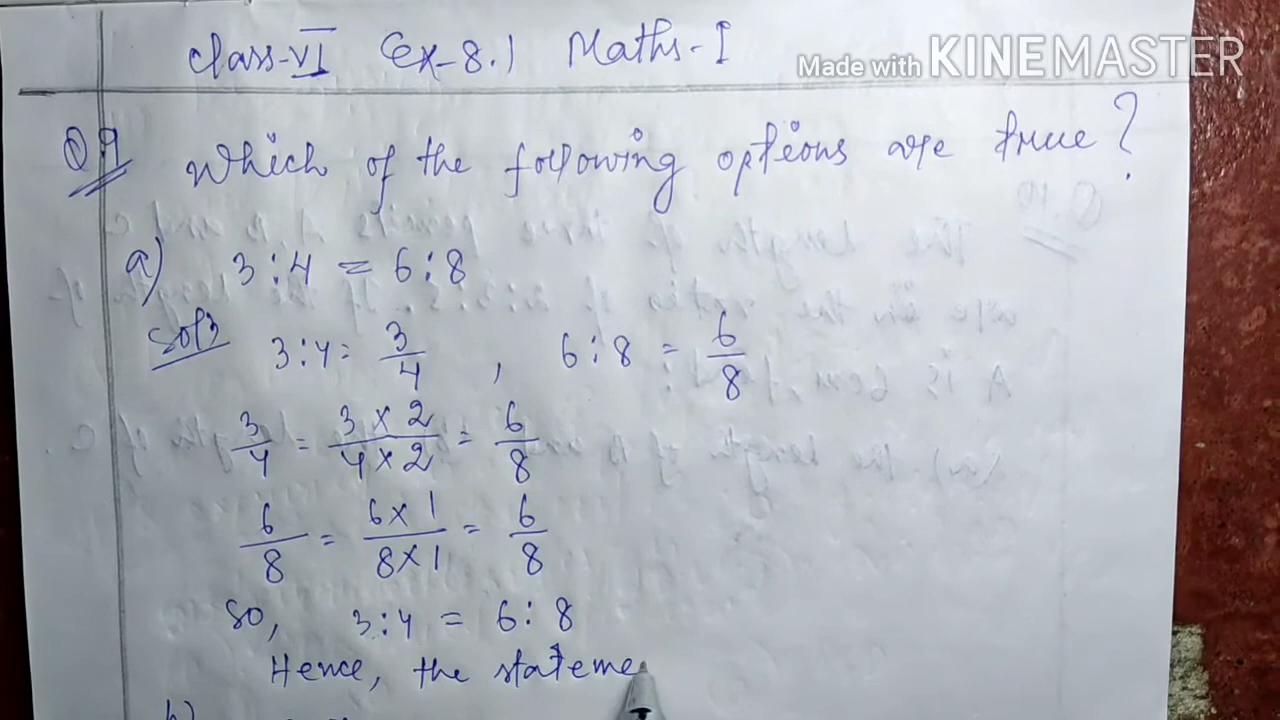 Class-VI Ex-8.1 Maths-I
Made with KINEMASTER
Q.9 Which of the following options are true?
a) 3:4 = 6:8
Sol? 3:4 = 3/4 , 6:8 = 6/8
3/4 = 3 x 2/4 x 2 = 6/8
6/8 = 6 x 1/8 x 1 = 6/8
So, 3:4 = 6:8
Hence, the stateme
b)